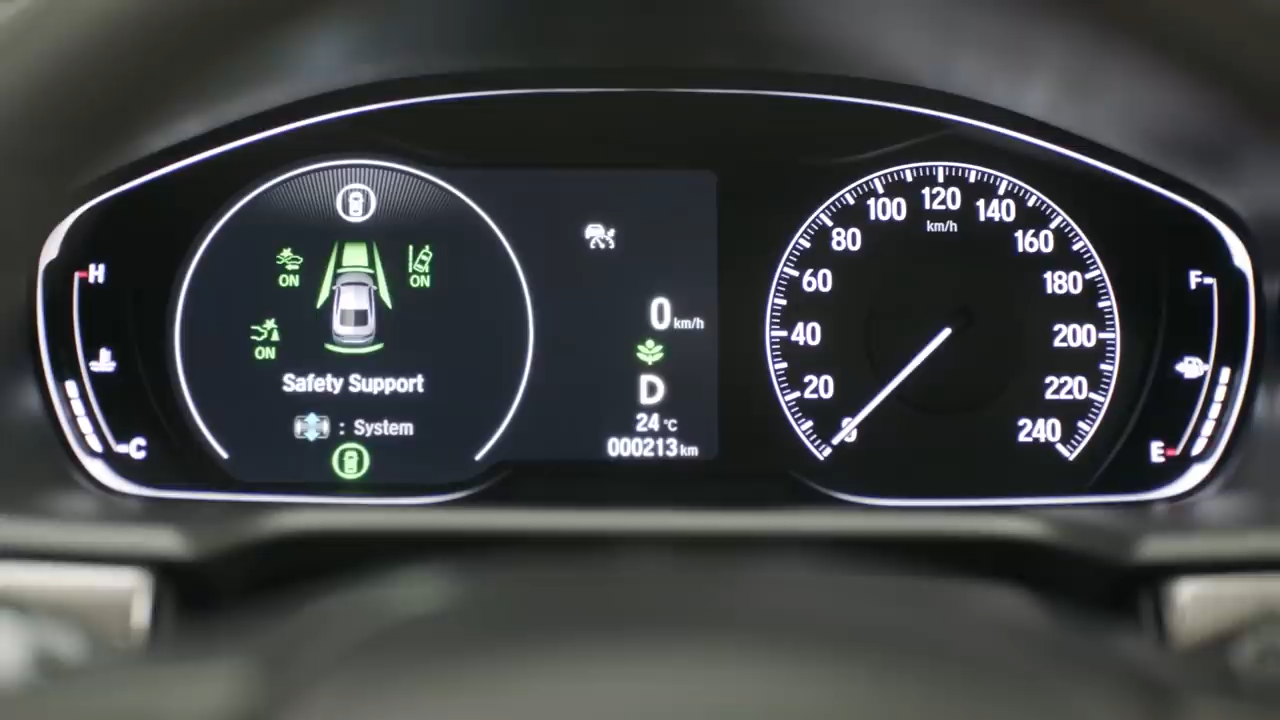 H
C
ON
ON
ON
Safety Support
: System
0 km/h
D
24 °C
000213 km
0
20
40
60
80
100
120
140
160
180
200
220
240
km/h
F
E